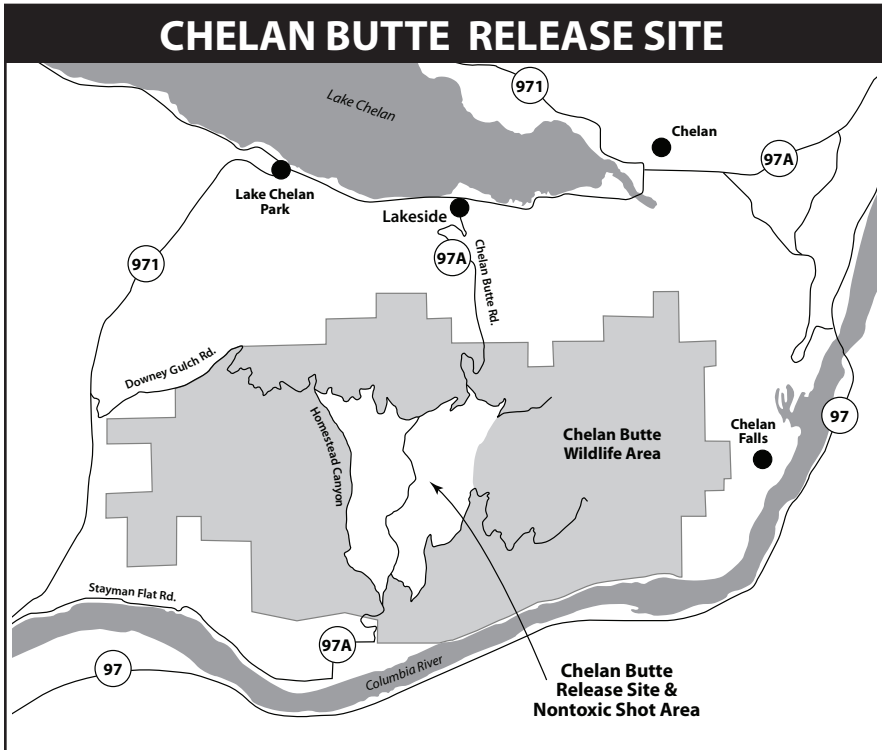 CHELAN BUTTE RELEASE SITE
971
Lake Chelan
Chelan
97A
Lake Chelan
Park
Lakeside
971
97A
Chelan Butte Rd.
Downey Gulch Rd.
Homestead Canyon
Chelan Butte
Wildlife Area
Chelan
Falls
97
Stayman Flat Rd.
97A
97
Columbia River
Chelan Butte
Release Site &
Nontoxic Shot Area